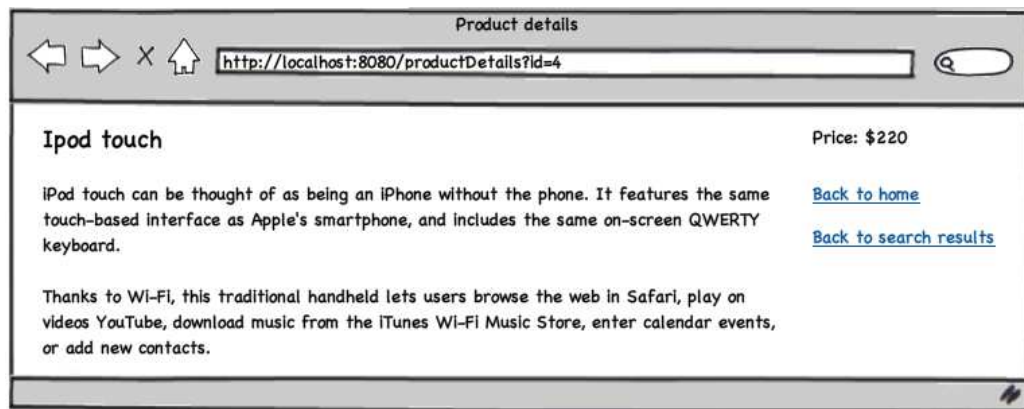 Product details
http://localhost:8080/productDetails?id=4
Ipod touch
iPod touch can be thought of as being an iPhone without the phone. It features the same
touch-based interface as Apple's smartphone, and includes the same on-screen QWERTY
keyboard.
Thanks to Wi-Fi, this traditional handheld lets users browse the web in Safari, play on
videos YouTube, download music from the iTunes Wi-Fi Music Store, enter calendar events,
or add new contacts.
Price: $220
Back to home
Back to search results